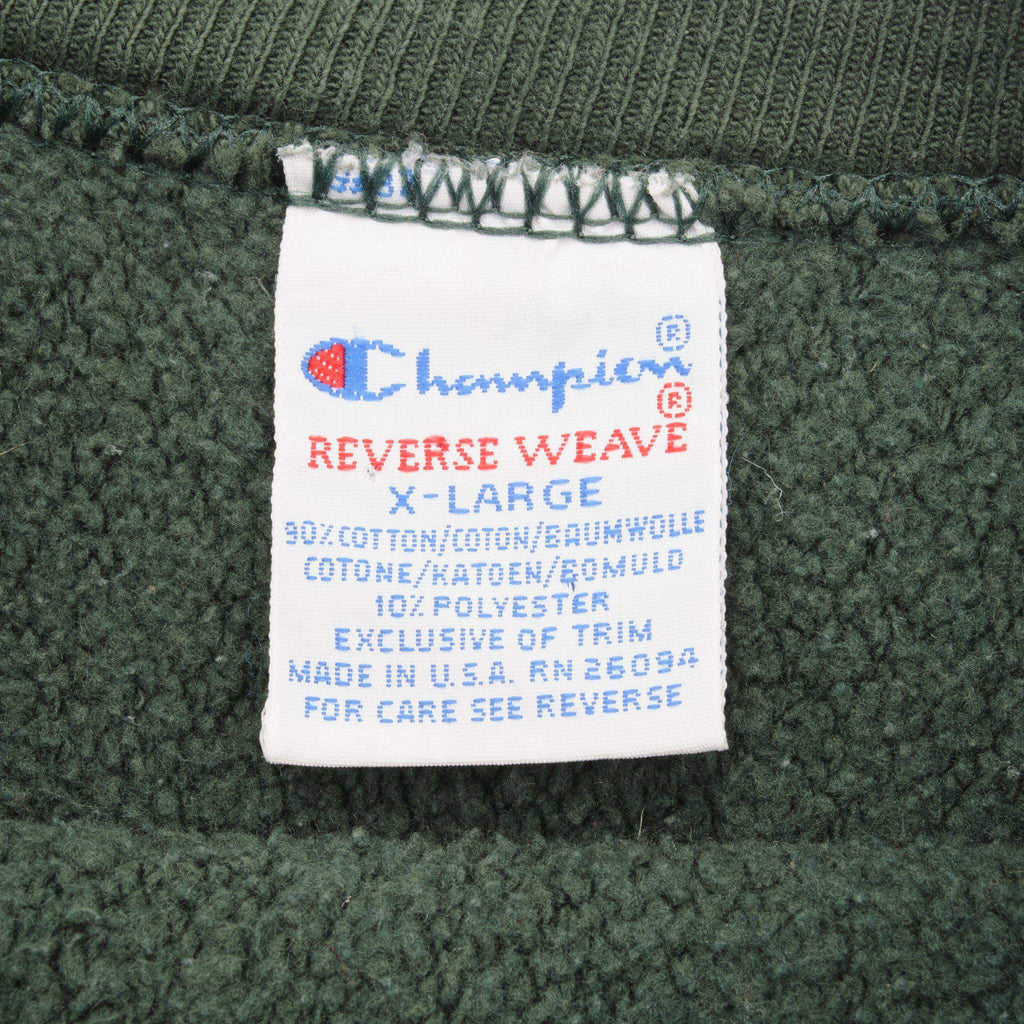 Champion®
REVERSE WEAVE®
X-LARGE
90% COTTON/COTON/BAUMWOLLE
COTONE/KATOEN/BOMULD
10% POLYESTER
EXCLUSIVE OF TRIM
MADE IN U.S.A. RN 26094
FOR CARE SEE REVERSE